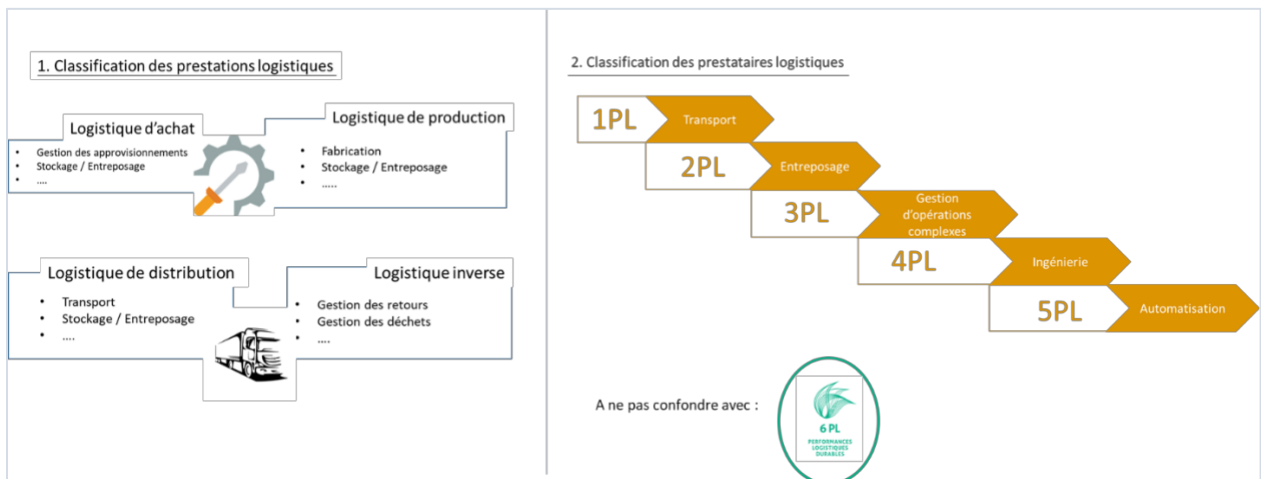 1. Classification des prestations logistiques
Logistique d'achat
• Gestion des approvisionnements
• Stockage / Entreposage
• ....
Logistique de production
• Fabrication
• Stockage / Entreposage
• .....
Logistique de distribution
• Transport
• Stockage / Entreposage
• ....
Logistique inverse
• Gestion des retours
• Gestion des déchets
• ....
2. Classification des prestataires logistiques
1PL
Transport
2PL
Entreposage
3PL
Gestion
d'opérations
complexes
4PL
Ingénierie
5PL
Automatisation
A ne pas confondre avec :
6 PL
PERFORMANCES
LOGISTIQUES
DURABLES